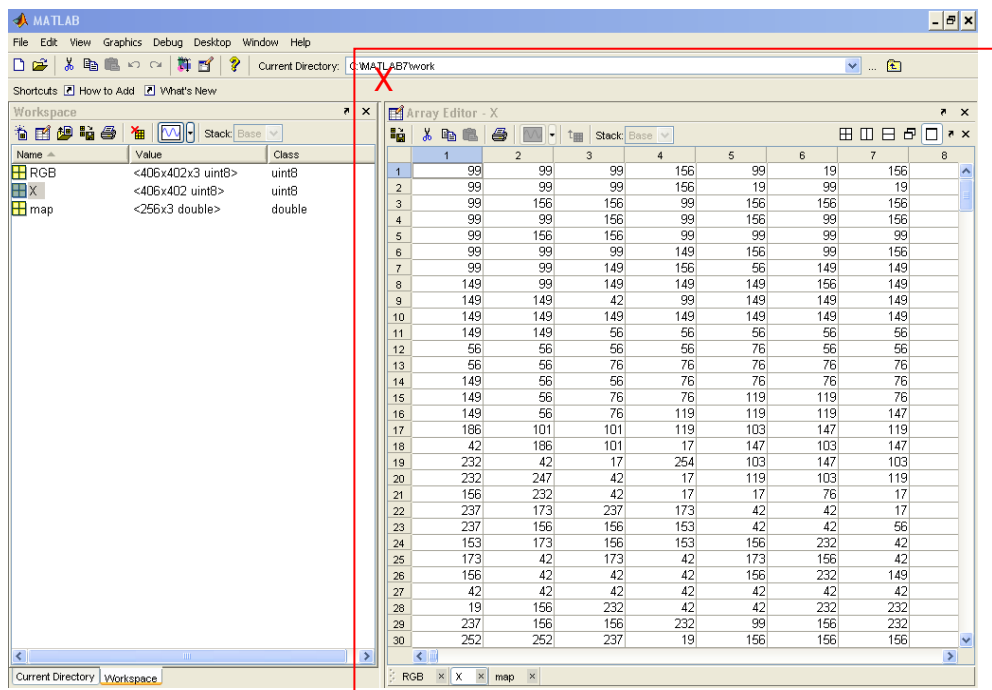 MATLAB
File Edit View Graphics Debug Desktop Window Help
Current Directory: C:\MATLAB7\work ...
X
Shortcuts How to Add What's New
Workspace
Stack: Base
Name Value Class
RGB <406x402x3 uint8> uint8
X <406x402 uint8> uint8
map <256x3 double> double
Current Directory Workspace
Array Editor - X
Stack: Base
1 2 3 4 5 6 7 8
1 99 99 99 156 99 19 156
2 99 99 99 156 19 99 19
3 99 156 156 99 99 156 156
4 99 99 156 99 156 99 156
5 99 156 156 99 99 99 99
6 99 99 99 149 156 99 156
7 99 99 149 156 56 149 149
8 149 99 149 149 149 156 149
9 149 149 42 99 149 149 149
10 149 149 149 149 149 149 149
11 149 149 56 56 56 56 56
12 56 56 56 56 76 56 56
13 56 56 76 76 76 76 76
14 149 56 56 76 76 76 76
15 149 56 76 76 119 119 76
16 149 56 76 119 119 119 147
17 186 101 101 119 103 147 119
18 42 186 101 17 147 103 147
19 232 42 17 254 103 147 103
20 232 247 42 17 119 103 119
21 156 232 42 17 17 76 17
22 237 173 237 173 42 42 17
23 237 156 156 153 42 42 56
24 153 173 156 153 156 232 42
25 173 42 173 42 173 156 42
26 156 42 42 42 156 232 149
27 42 42 42 42 42 42 42
28 19 156 232 42 42 232 232
29 237 156 156 232 99 156 232
30 252 252 237 19 156 156 156
RGB X map